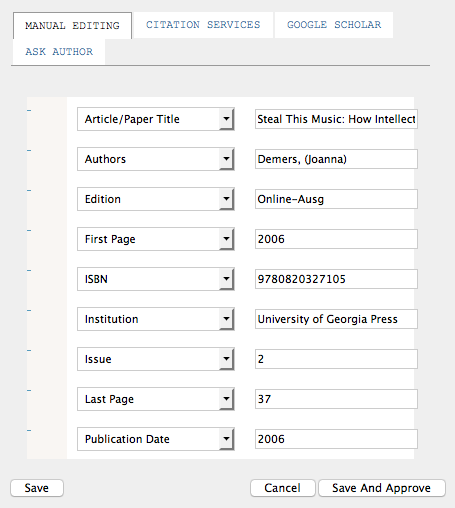 MANUAL EDITING CITATION SERVICES GOOGLE SCHOLAR
ASK AUTHOR
Article/Paper Title Steal This Music: How Intellect
Authors Demers, (Joanna)
Edition Online-Ausg
First Page 2006
ISBN 9780820327105
Institution University of Georgia Press
Issue 2
Last Page 37
Publication Date 2006
Save Cancel Save And Approve